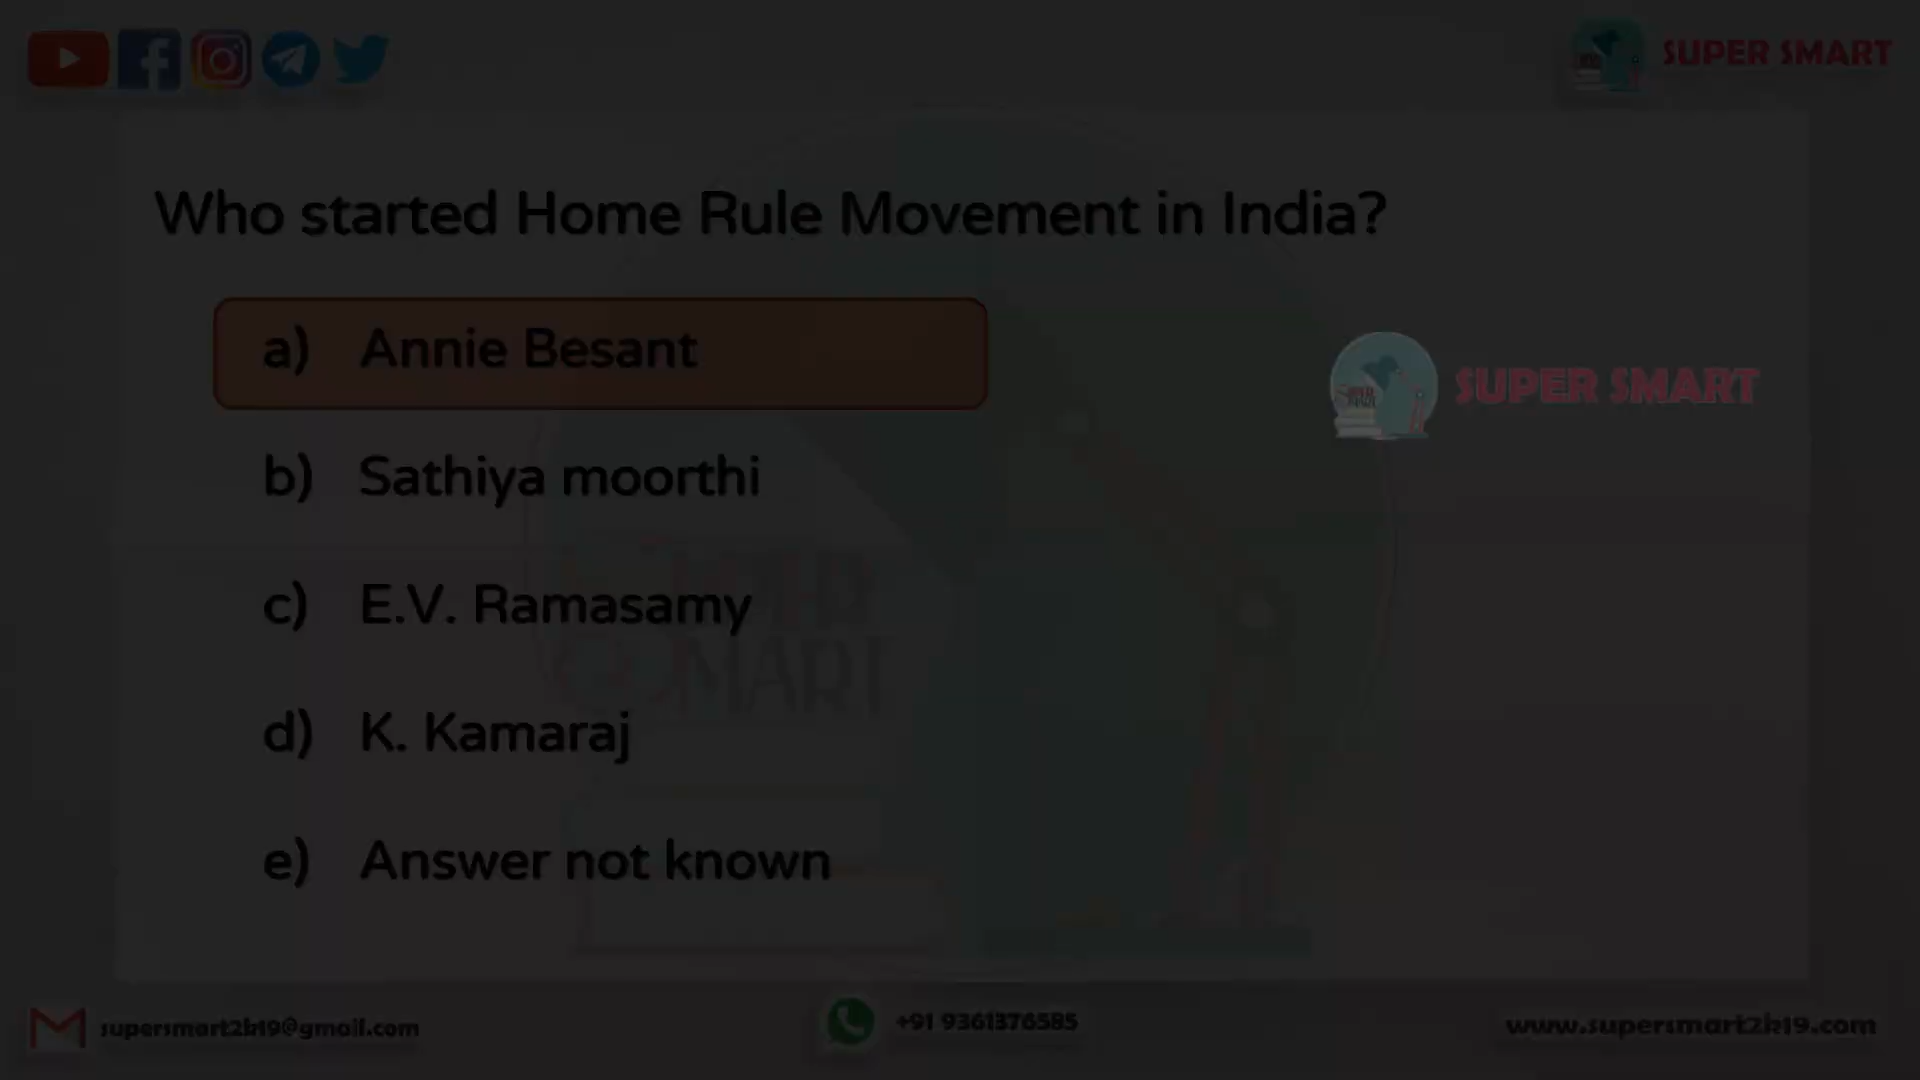 SUPER SMART
Who started Home Rule Movement in India?
a) Annie Besant
SUPER SMART
b) Sathiya moorthi
c) E.V. Ramasamy
d) K. Kamaraj
e) Answer not known
MART
supersmart2k19@gmail.com
+91 9361376585
www.supersmart2k19.com